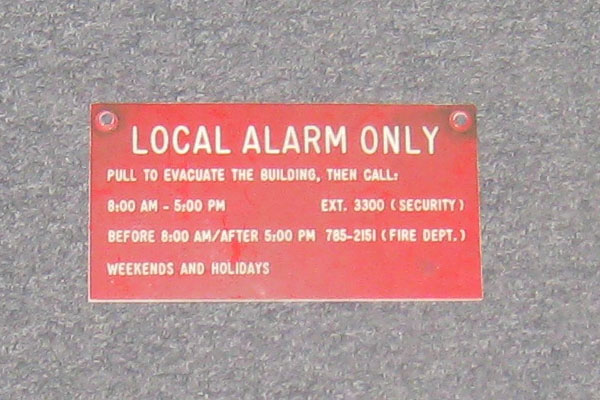 LOCAL ALARM ONLY
PULL TO EVACUATE THE BUILDING, THEN CALL:
8:00 AM - 5:00 PM EXT. 3300 (SECURITY)
BEFORE 8:00 AM/AFTER 5:00 PM 785-2151 (FIRE DEPT.)
WEEKENDS AND HOLIDAYS